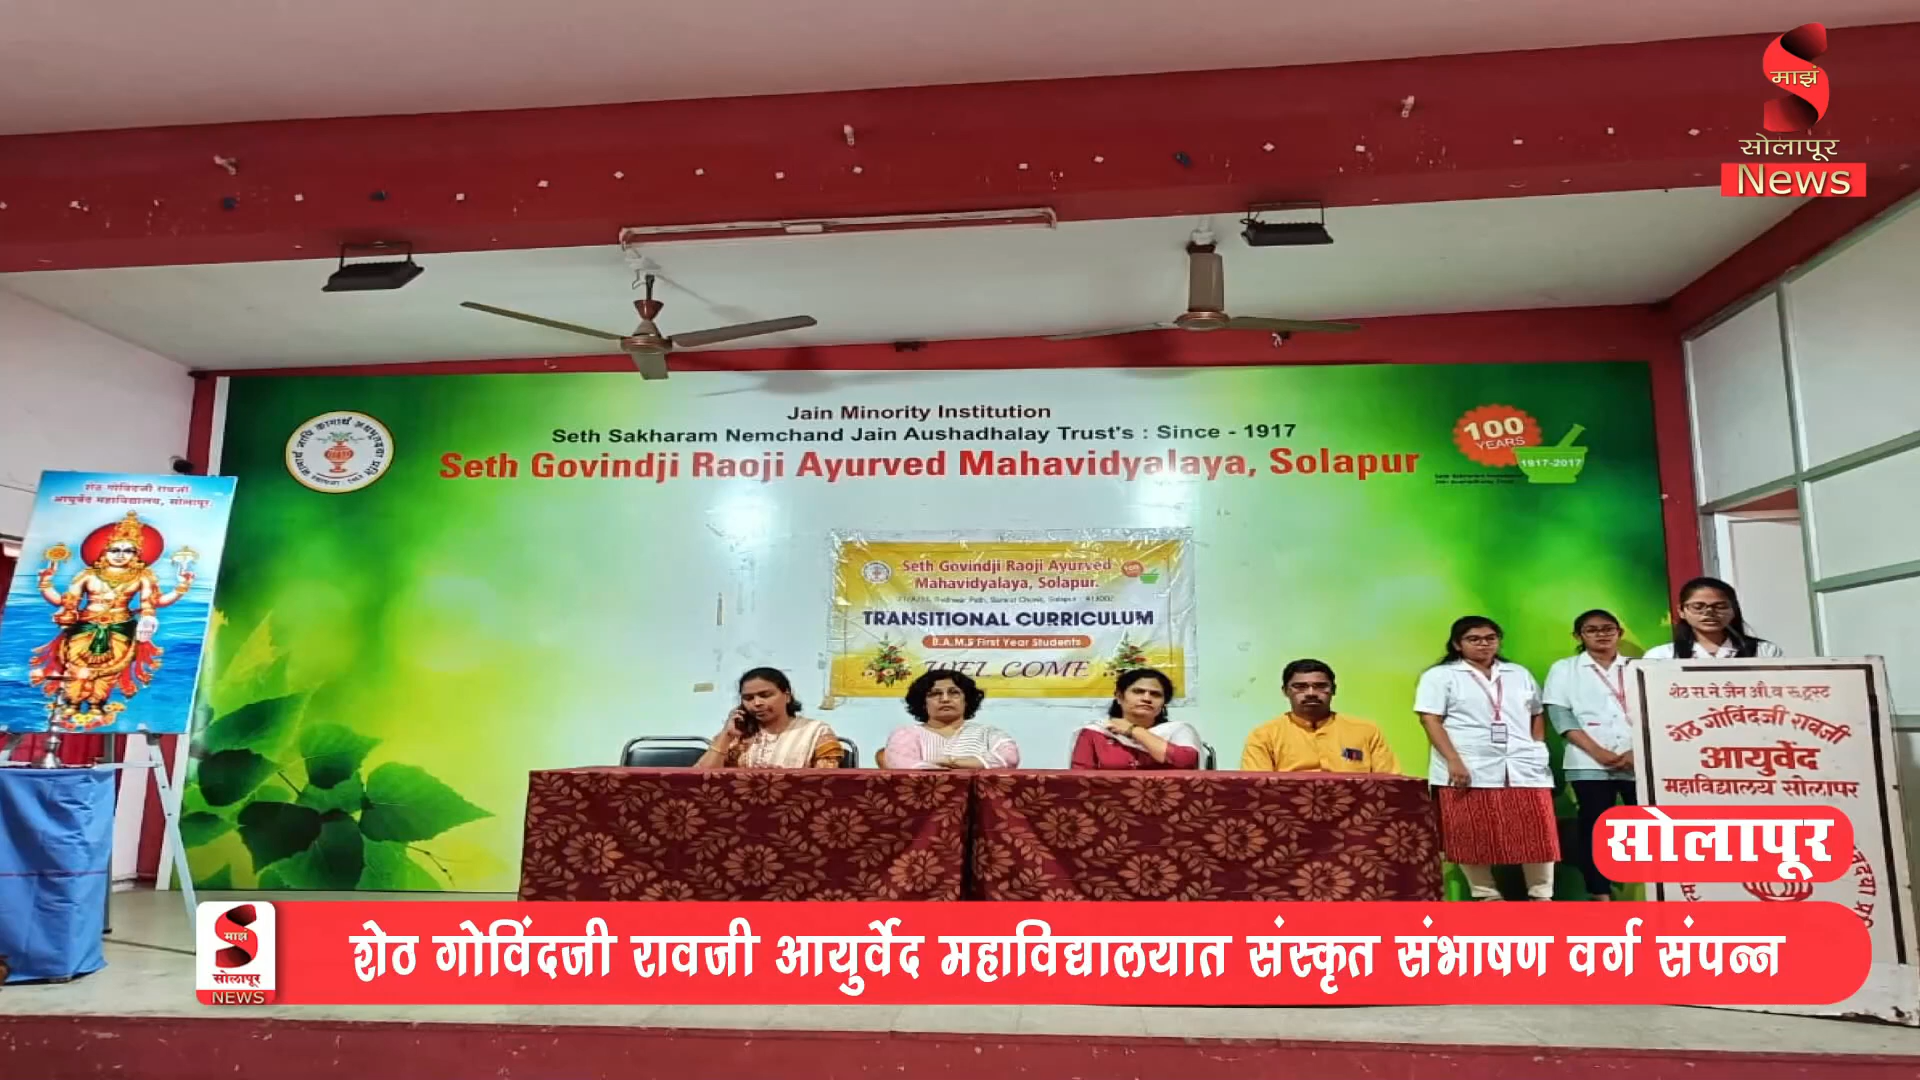 माझं
सोलापूर
News
Jain Minority Institution
Seth Sakharam Nemchand Jain Aushadhalay Trust's : Since - 1917
Seth Govindji Raoji Ayurved Mahavidyalaya, Solapur
100
YEARS
1917-2017
शेठ गोविंदजी रावजी
आयुर्वेद महाविद्यालय, सोलापूर.
Seth Govindji Raoji Ayurved
Mahavidyalaya, Solapur.
TRANSITIONAL CURRICULUM
B.A.M.S First Year Students
WEL COME
शेठ स. ने. जैन औ. व रु. ट्रस्ट
शेठ गोविंदजी रावजी
आयुर्वेद
महाविद्यालय सोलापर
सोलापूर
माझं
सोलापूर
NEWS
शेठ गोविंदजी रावजी आयुर्वेद महाविद्यालयात संस्कृत संभाषण वर्ग संपन्न